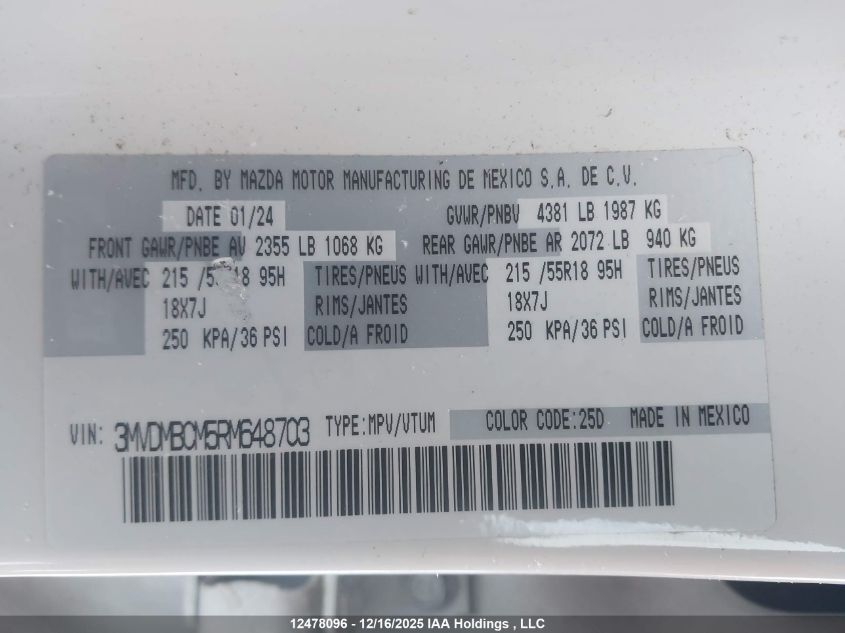 MFD. BY MAZDA MOTOR MANUFACTURING DE MEXICO S.A. DE C.V.
DATE 01/24 GVWR/PNBV 4381 LB 1987 KG
FRONT GAWR/PNBE AV 2355 LB 1068 KG REAR GAWR/PNBE AR 2072 LB 940 KG
WITH/AVEC 215 18 95H TIRES/PNEUS WITH/AVEC 215 /55R18 95H TIRES/PNEUS
18X7J RIMS/JANTES 18X7J RIMS/JANTES
250 KPA/36 PSI COLD/A FROID 250 KPA/36 PSI COLD/A FROID
VIN: 3MVDMBCM5RM648703 TYPE:MPV/VTUM COLOR CODE:25D MADE IN MEXICO
12478096 - 12/16/2025 IAA Holdings , LLC